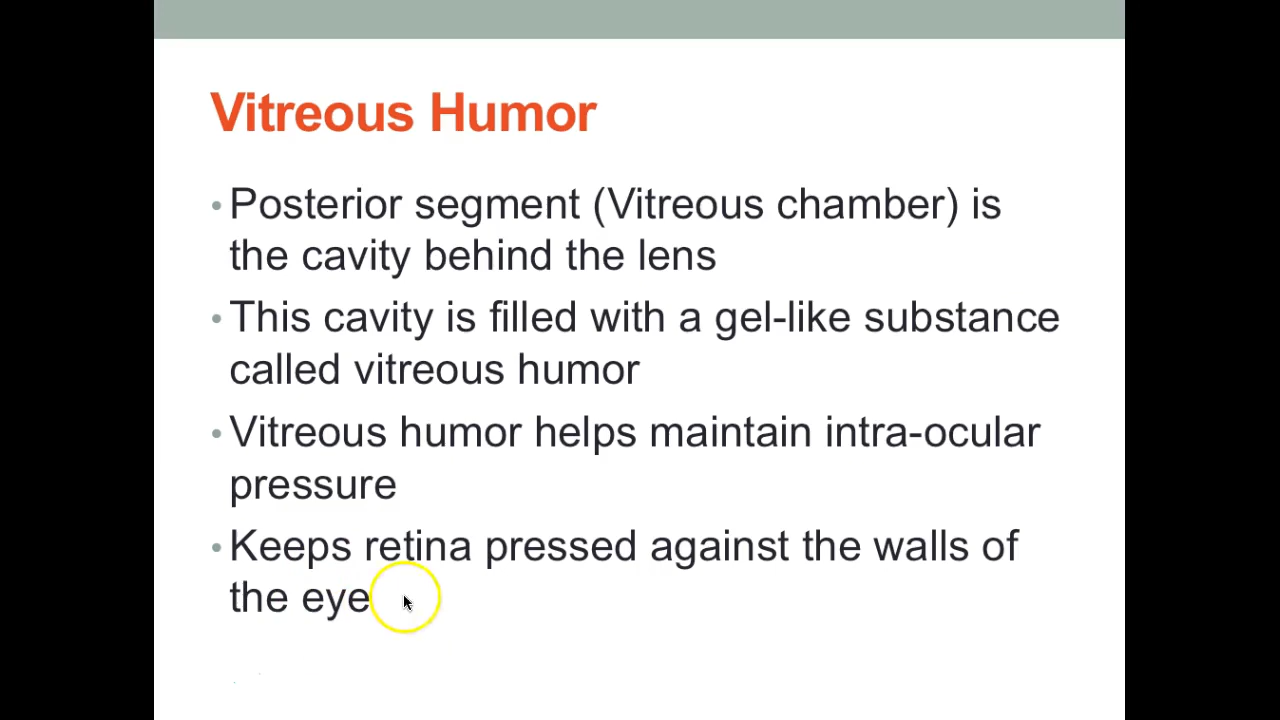 Vitreous Humor
• Posterior segment (Vitreous chamber) is
the cavity behind the lens
• This cavity is filled with a gel-like substance
called vitreous humor
• Vitreous humor helps maintain intra-ocular
pressure
• Keeps retina pressed against the walls of
the eye